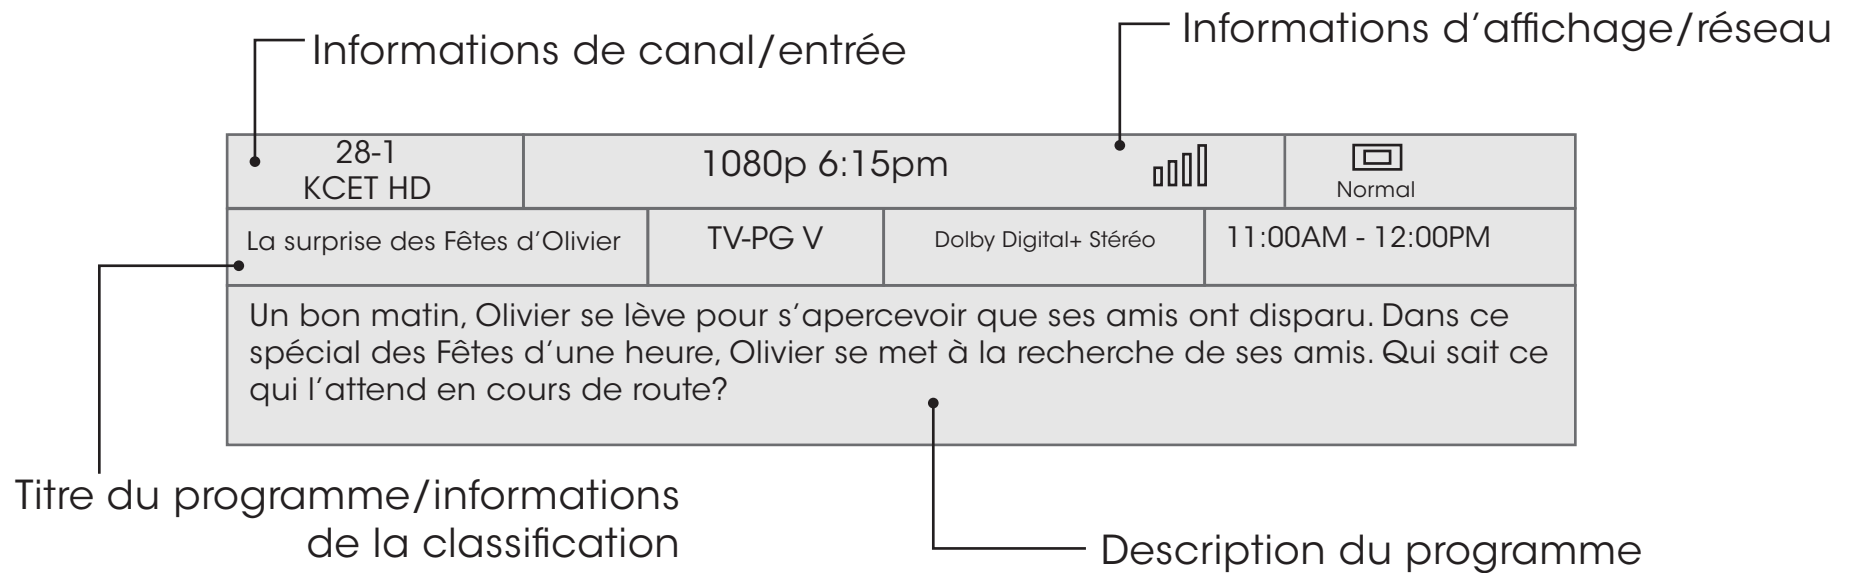 Informations d'affichage/réseau
Informations de canal/entrée
28-1
KCET HD
1080p 6:15pm
Normal
La surprise des Fêtes d'Olivier
TV-PG V
Dolby Digital+ Stéréo
11:00AM - 12:00PM
Un bon matin, Olivier se lève pour s'apercevoir que ses amis ont disparu. Dans ce
spécial des Fêtes d'une heure, Olivier se met à la recherche de ses amis. Qui sait ce
qui l'attend en cours de route?
Titre du programme/informations
de la classification
Description du programme